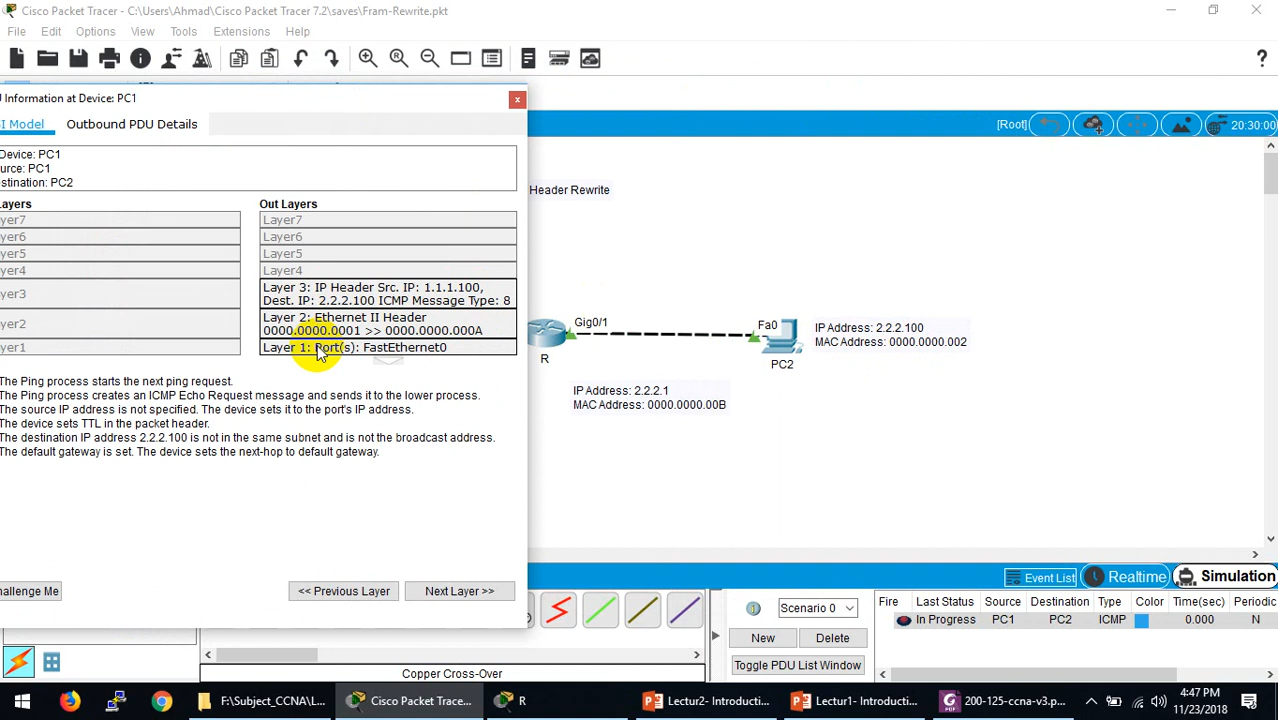 Cisco Packet Tracer - C:\Users\Ahmad\Cisco Packet Tracer 7.2\saves\Fram-Rewrite.pkt
File Edit Options View Tools Extensions Help
?
U Information at Device: PC1
x
SI Model Outbound PDU Details
[Root] 20:30:00
Device: PC1
urce: PC1
stination: PC2
Header Rewrite
Layers Out Layers
yer7 Layer7
yer6 Layer6
yer5 Layer5
yer4 Layer4
yer3 Layer 3: IP Header Src. IP: 1.1.1.100,
Dest. IP: 2.2.2.100 ICMP Message Type: 8
yer2 Layer 2: Ethernet II Header
0000.0000.0001 >> 0000.0000.000A
yer1 Layer 1: Port(s): FastEthernet0
Gig0/1 Fa0
R PC2
IP Address: 2.2.2.100
MAC Address: 0000.0000.002
IP Address: 2.2.2.1
MAC Address: 0000.0000.00B
The Ping process starts the next ping request.
The Ping process creates an ICMP Echo Request message and sends it to the lower process.
The source IP address is not specified. The device sets it to the port's IP address.
The device sets TTL in the packet header.
The destination IP address 2.2.2.100 is not in the same subnet and is not the broadcast address.
The default gateway is set. The device sets the next-hop to default gateway.
hallenge Me << Previous Layer Next Layer >>
Event List Realtime Simulation
Scenario 0
New Delete
Toggle PDU List Window
Fire Last Status Source Destination Type Color Time(sec) Periodic
In Progress PC1 PC2 ICMP 0.000 N
Copper Cross-Over
F:\Subject_CCNA\L... Cisco Packet Trace... R Lectur2- Introducti... Lectur1- Introducti... 200-125-ccna-v3.p...
4:47 PM
11/23/2018